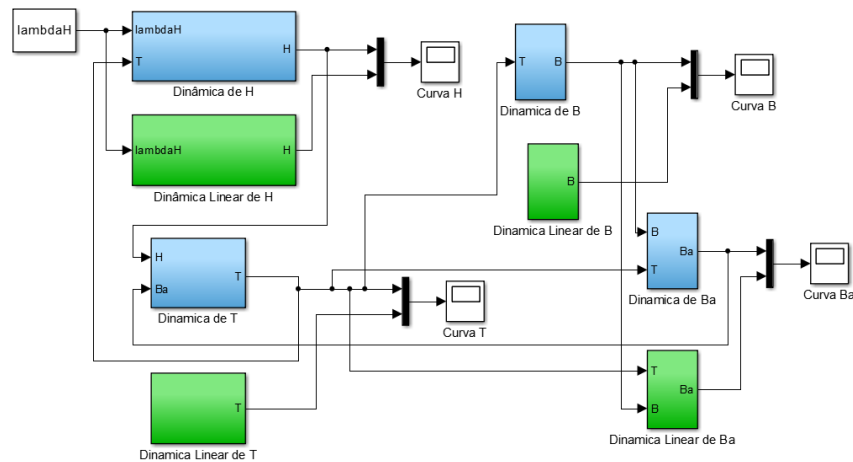 lambdaH
lambdaH
T
H
Dinâmica de H
Curva H
lambdaH
H
Dinâmica Linear de H
T
B
Dinamica de B
Curva B
B
Dinamica Linear de B
H
Ba
T
Dinamica de T
Curva T
B
T
Ba
Dinamica de Ba
Curva Ba
T
Dinamica Linear de T
T
B
Ba
Dinamica Linear de Ba